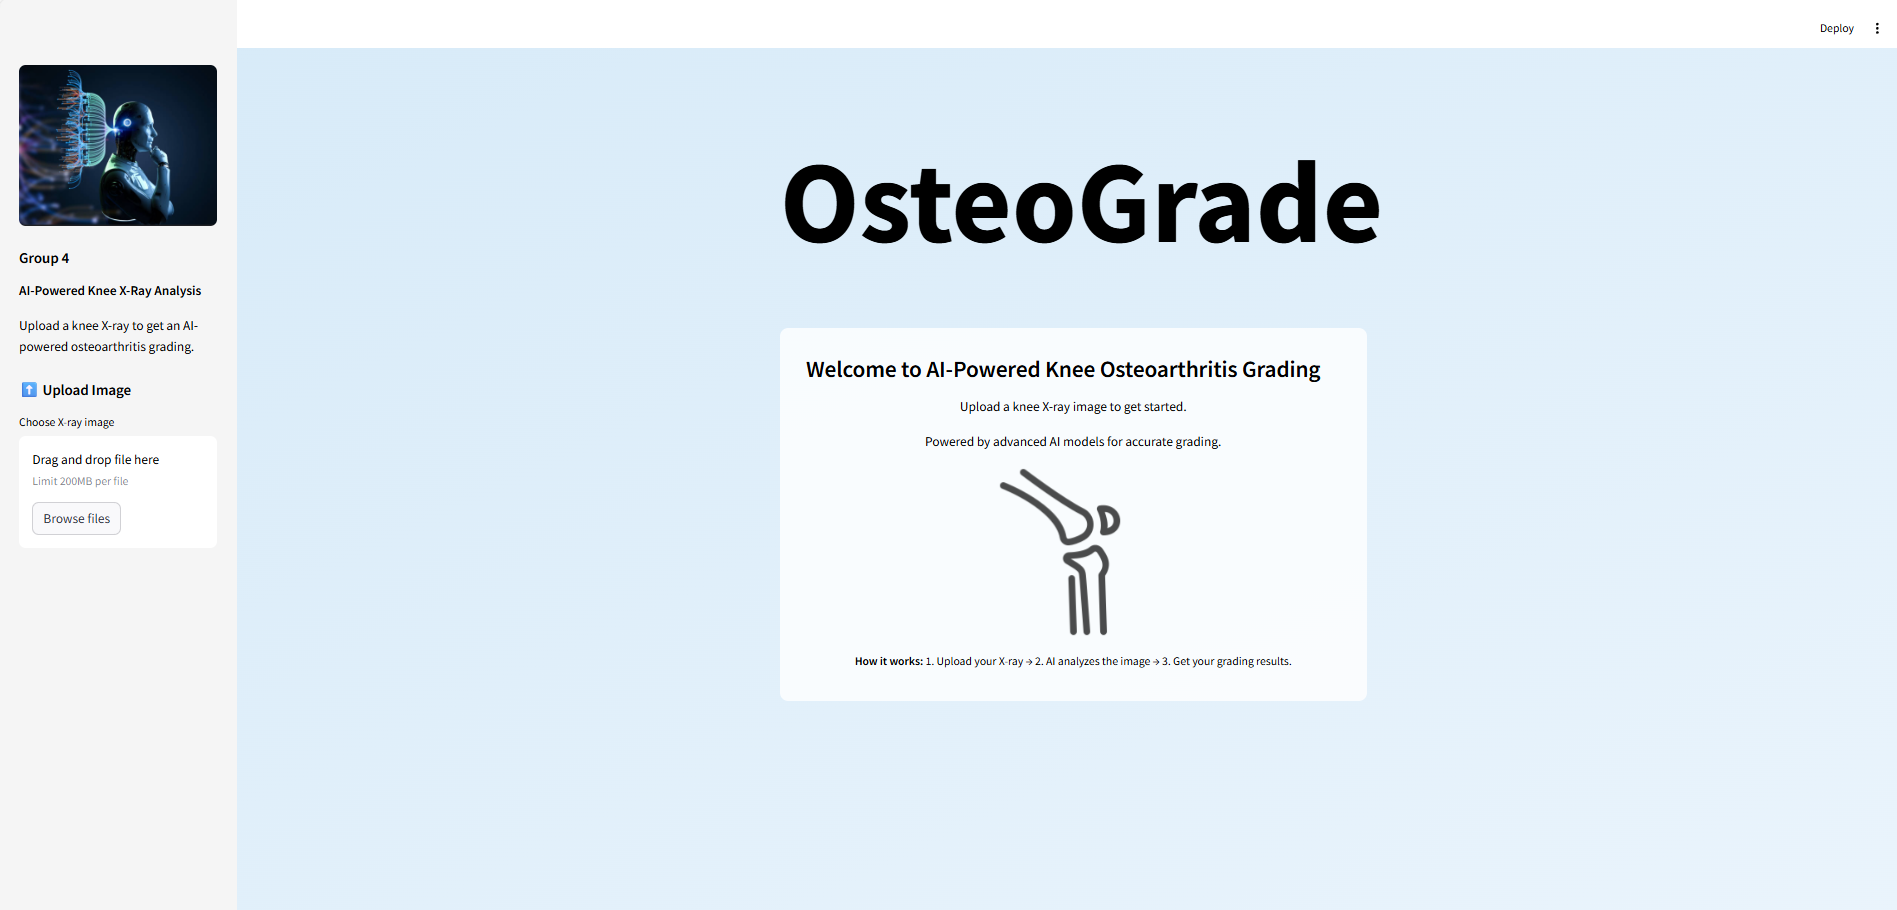 Deploy
Group 4
AI-Powered Knee X-Ray Analysis
Upload a knee X-ray to get an AI-
powered osteoarthritis grading.
Upload Image
Choose X-ray image
Drag and drop file here
Limit 200MB per file
Browse files
OsteoGrade
Welcome to AI-Powered Knee Osteoarthritis Grading
Upload a knee X-ray image to get started.
Powered by advanced AI models for accurate grading.
How it works: 1. Upload your X-ray → 2. AI analyzes the image → 3. Get your grading results.